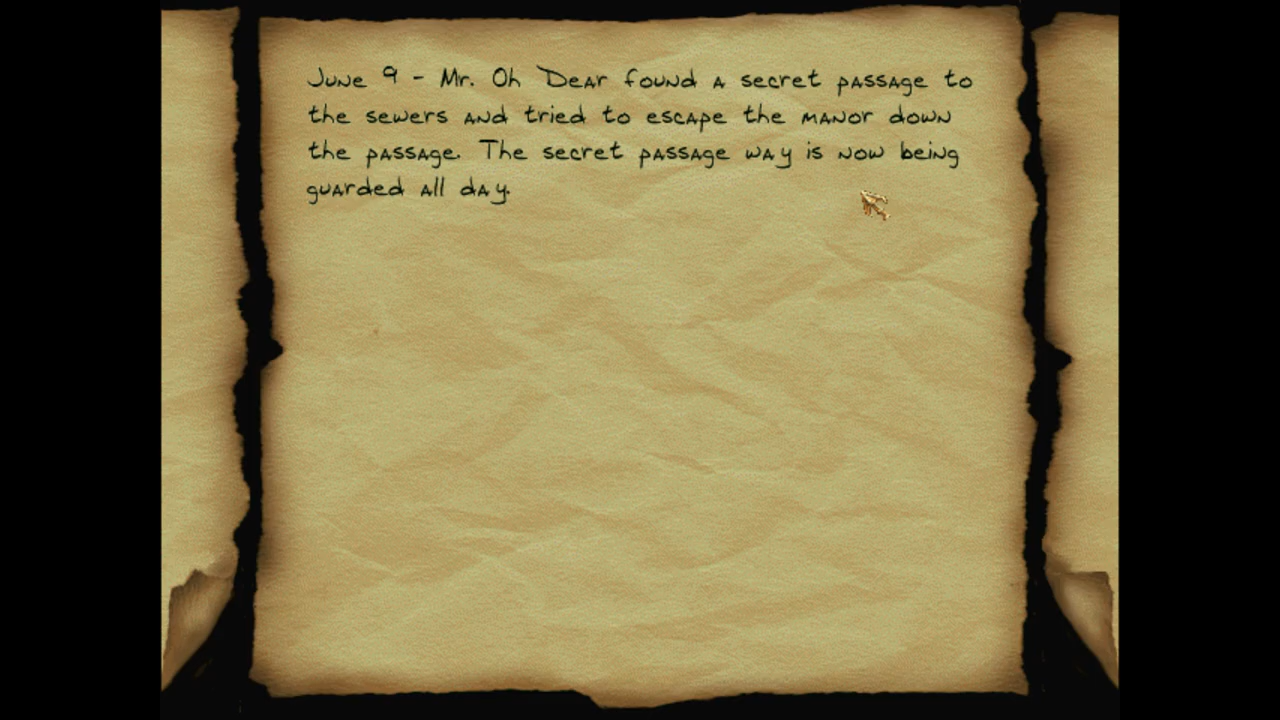 June 9 - Mr. Oh Dear found a secret passage to
the sewers and tried to escape the manor down
the passage. The secret passage way is now being
guarded all day.